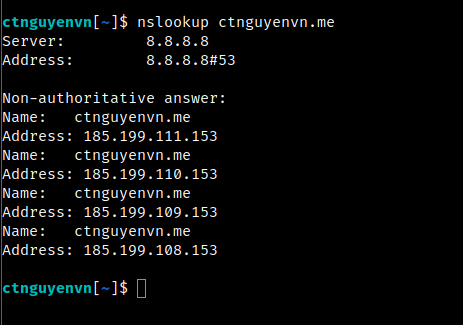 ctnguyenvn[~]$ nslookup ctnguyenvn.me
Server:         8.8.8.8
Address:        8.8.8.8#53

Non-authoritative answer:
Name:   ctnguyenvn.me
Address: 185.199.111.153
Name:   ctnguyenvn.me
Address: 185.199.110.153
Name:   ctnguyenvn.me
Address: 185.199.109.153
Name:   ctnguyenvn.me
Address: 185.199.108.153

ctnguyenvn[~]$